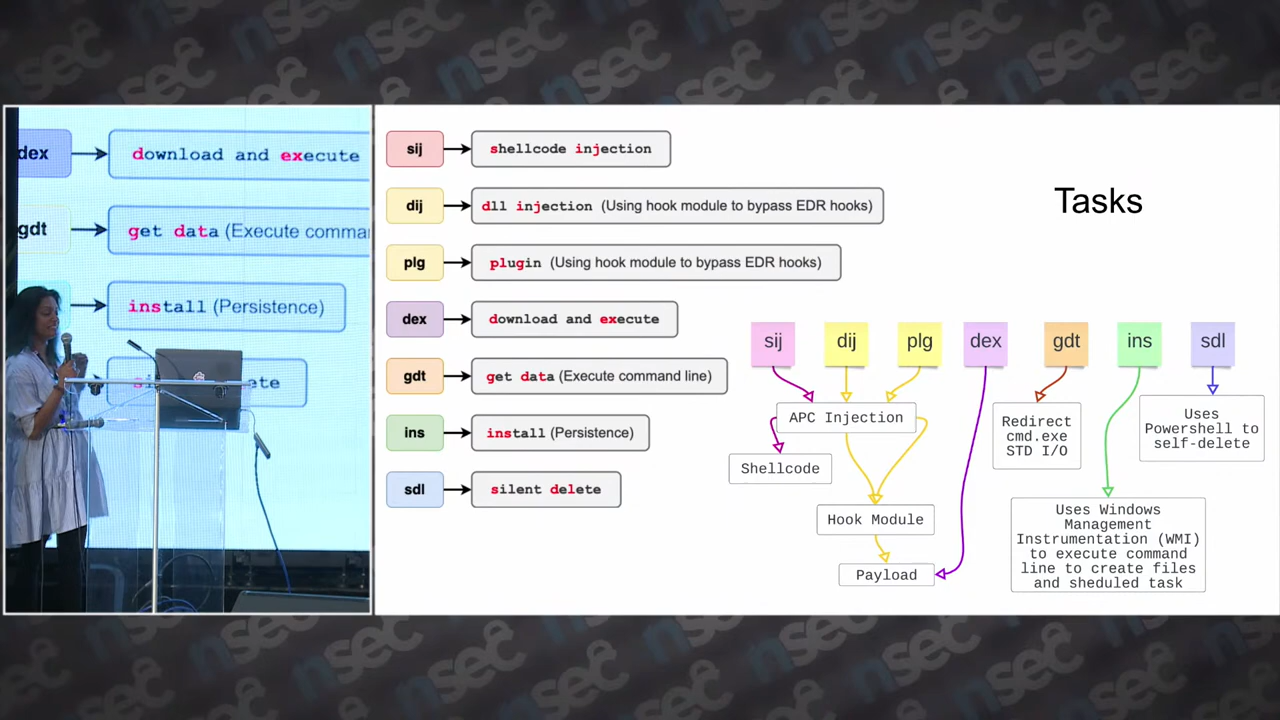 nsec
dex
download and execute
gdt
get data (Execute comma
install (Persistence)
ete
sij
shellcode injection
dij
dll injection (Using hook module to bypass EDR hooks)
plg
plugin (Using hook module to bypass EDR hooks)
dex
download and execute
gdt
get data (Execute command line)
ins
install (Persistence)
sdl
silent delete
Tasks
sij
dij
plg
dex
gdt
ins
sdl
APC Injection
Shellcode
Hook Module
Payload
Redirect
cmd.exe
STD I/O
Uses
Powershell to
self-delete
Uses Windows
Management
Instrumentation (WMI)
to execute command
line to create files
and sheduled task